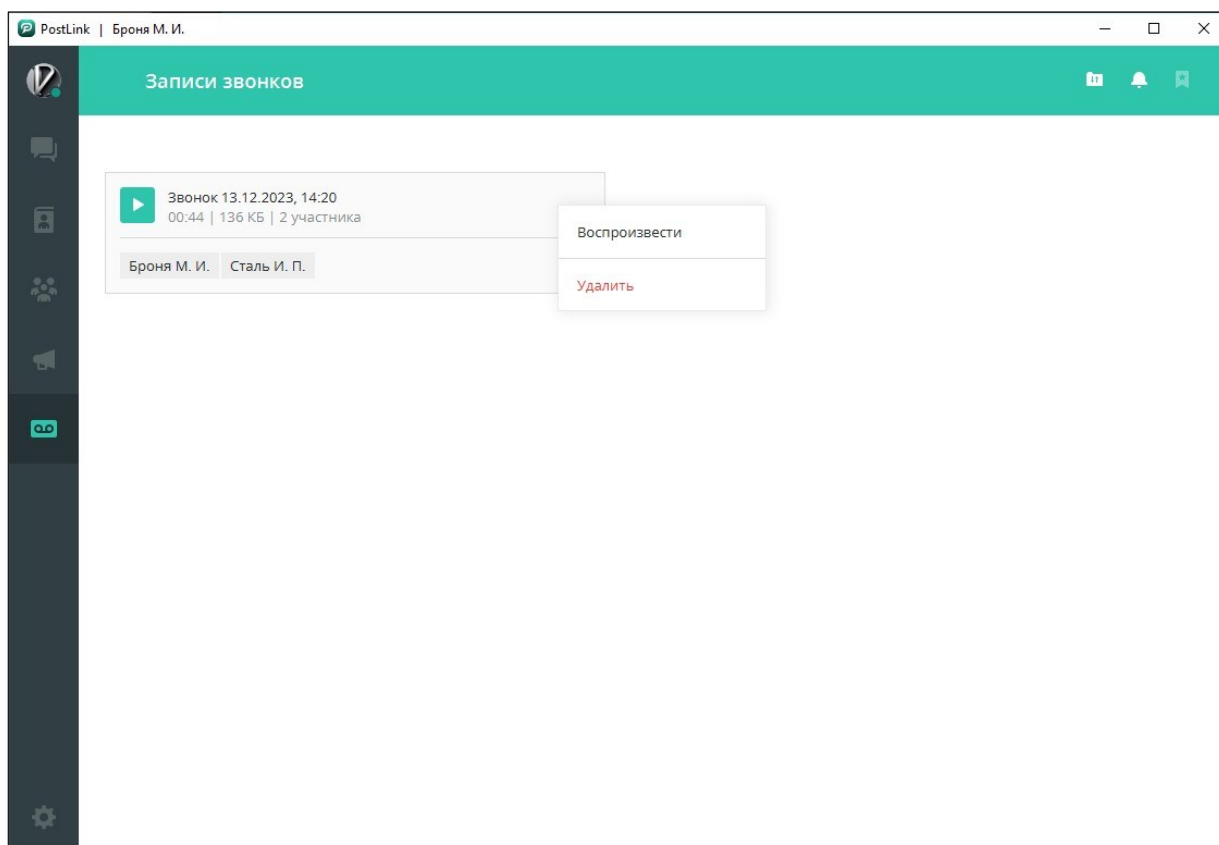 PostLink | Броня М. И.
Записи звонков
Звонок 13.12.2023, 14:20
00:44 | 136 КБ | 2 участника
Броня М. И. Сталь И. П.
Воспроизвести
Удалить